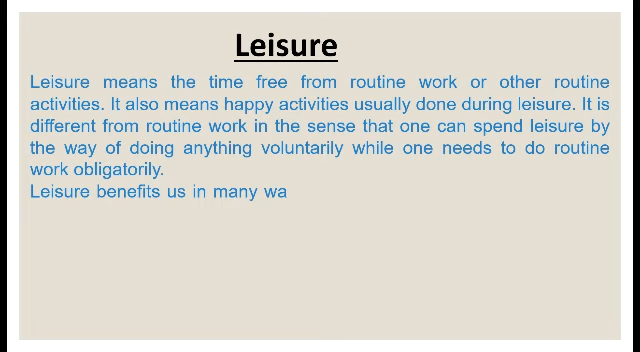 Leisure
Leisure means the time free from routine work or other routine
activities. It also means happy activities usually done during leisure. It is
different from routine work in the sense that one can spend leisure by
the way of doing anything voluntarily while one needs to do routine
work obligatorily.
Leisure benefits us in many wa